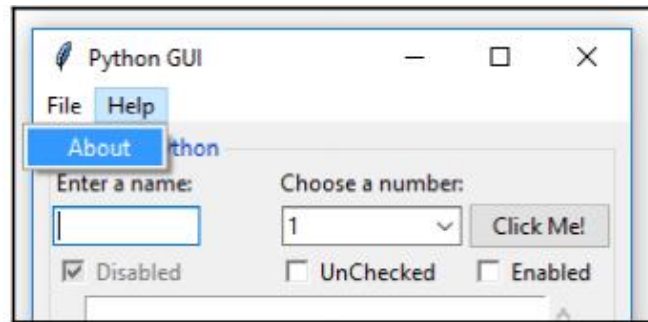 Python GUI
File Help
About thon
Enter a name: Choose a number:
1 Click Me!
Disabled UnChecked Enabled